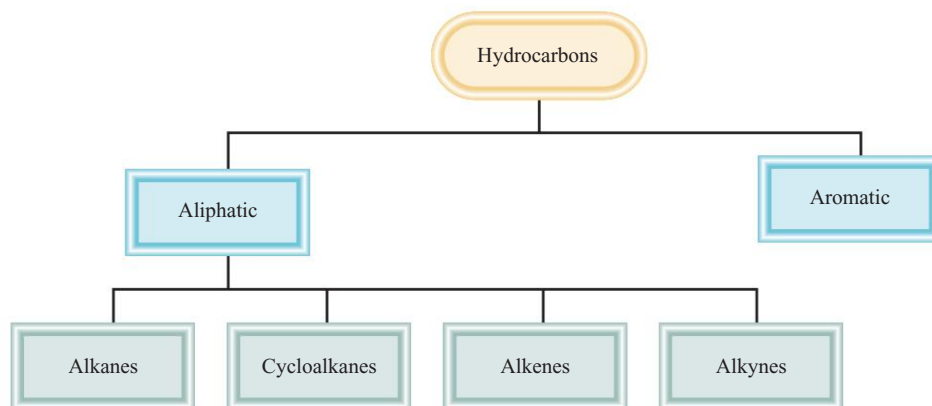 Hydrocarbons
Aliphatic
Aromatic
Alkanes
Cycloalkanes
Alkenes
Alkynes